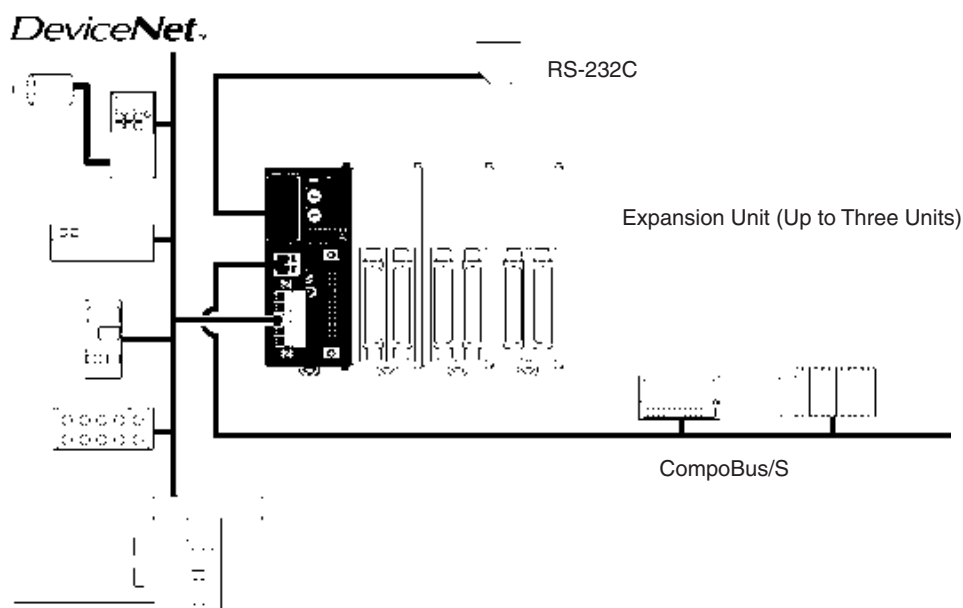 DeviceNet
RS-232C
Expansion Unit (Up to Three Units)
CompoBus/S